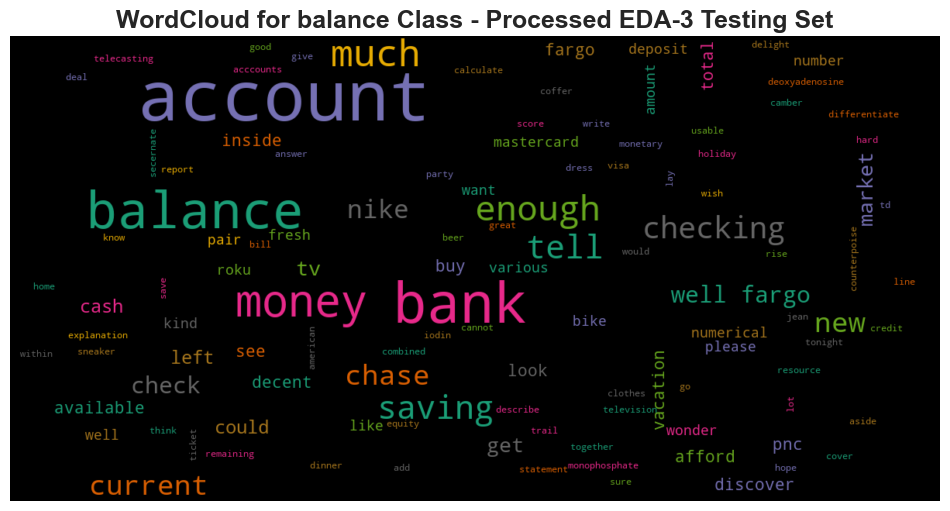 WordCloud for balance Class - Processed EDA-3 Testing Set
telecasting acccounts good give much fargo deposit delight number
deal calculate coffer amount total deoxyadenosine
account camber differentiate
score write usable
secernate inside answer mastercard monetary holiday hard
report party dress visa lay market td
balance nike want enough wish checking
know pair bill fresh great tell would rise counterpoise
roku tv buy various
home save money bank well fargo line
cash kind bike jean new credit
explanation iodin cannot numerical please tonight
within sneaker left see american combined look vacation go resource
check decent chase clothes lot
available saving describe television
well think could like equity trail wonder aside
ticket remaining get together afford pnc cover
dinner add statement monophosphate hope
current sure discover